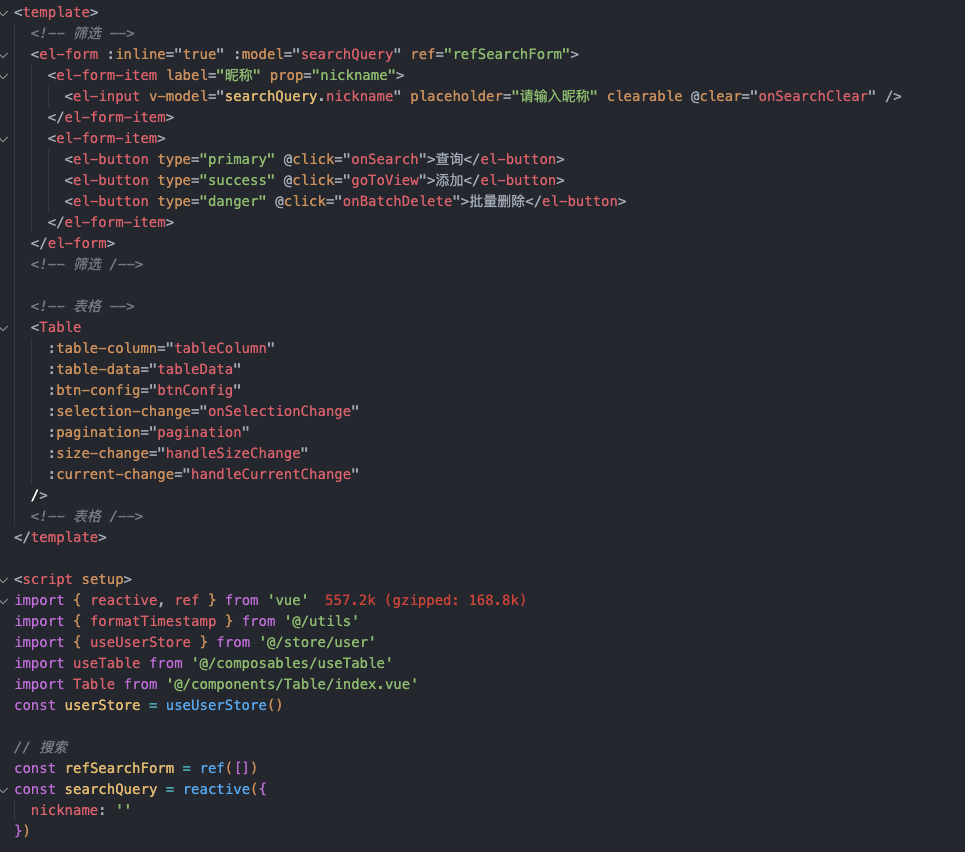 <template>
<!-- 筛选 -->
<el-form :inline="true" :model="searchQuery" ref="refSearchForm">
<el-form-item label="昵称" prop="nickname">
<el-input v-model="searchQuery.nickname" placeholder="请输入昵称" clearable @clear="onSearchClear" />
</el-form-item>
<el-form-item>
<el-button type="primary" @click="onSearch">查询</el-button>
<el-button type="success" @click="goToView">添加</el-button>
<el-button type="danger" @click="onBatchDelete">批量删除</el-button>
</el-form-item>
</el-form>
<!-- 筛选 /-->
<!-- 表格 -->
<Table
:table-column="tableColumn"
:table-data="tableData"
:btn-config="btnConfig"
:selection-change="onSelectionChange"
:pagination="pagination"
:size-change="handleSizeChange"
:current-change="handleCurrentChange"
/>
<!-- 表格 /-->
</template>
<script setup>
import { reactive, ref } from 'vue' 557.2k (gzipped: 168.8k)
import { formatTimestamp } from '@/utils'
import { useUserStore } from '@/store/user'
import useTable from '@/composables/useTable'
import Table from '@/components/Table/index.vue'
const userStore = useUserStore()
// 搜索
const refSearchForm = ref([])
const searchQuery = reactive({
nickname: ''
})